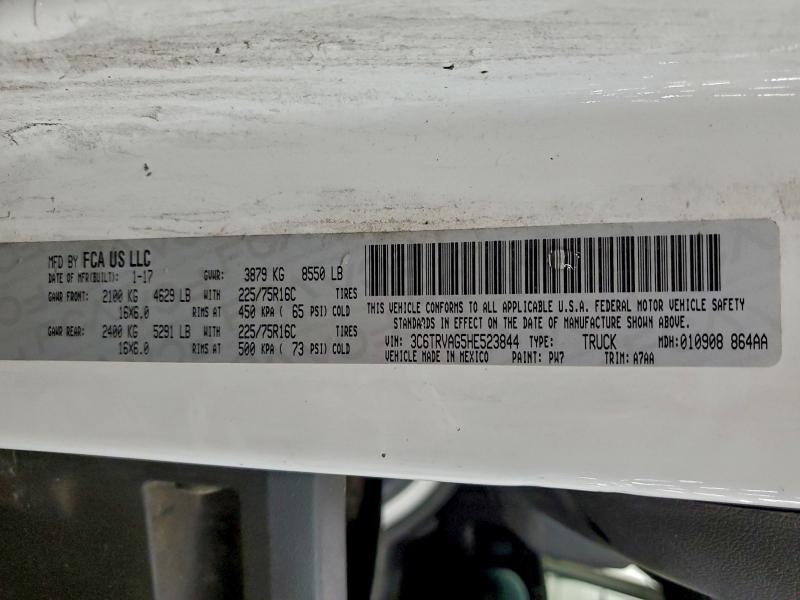 MFD BY FCA US LLC
DATE OF MFR(BUILT): 1-17 GVWR: 3879 KG 8550 LB
GAWR FRONT: 2100 KG 4629 LB WITH 225/75R16C TIRES
16X6.0 RIMS AT 450 KPA ( 65 PSI) COLD
GAWR REAR: 2400 KG 5291 LB WITH 225/75R16C TIRES
16X6.0 RIMS AT 500 KPA ( 73 PSI) COLD
THIS VEHICLE CONFORMS TO ALL APPLICABLE U.S.A. FEDERAL MOTOR VEHICLE SAFETY
STANDARDS IN EFFECT ON THE DATE OF MANUFACTURE SHOWN ABOVE.
VIN: 3C6TRVAG5HE523844 TYPE: TRUCK MDH: 010908 864AA
VEHICLE MADE IN MEXICO PAINT: PW7 TRIM: A7AA